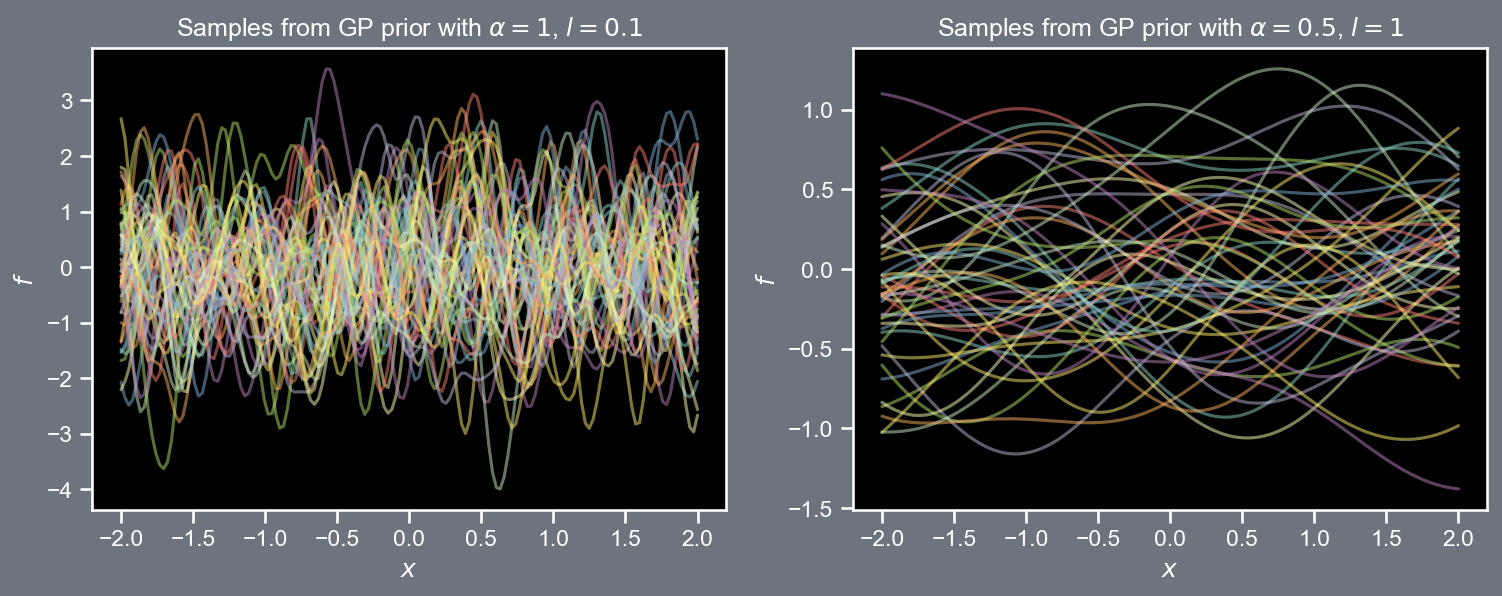 Samples from GP prior with α = 1, l = 0.1
3
2
1
0
−1
−2
−3
−4
f
−2.0 −1.5 −1.0 −0.5 0.0 0.5 1.0 1.5 2.0
x
Samples from GP prior with α = 0.5, l = 1
1.0
0.5
0.0
−0.5
−1.0
−1.5
f
−2.0 −1.5 −1.0 −0.5 0.0 0.5 1.0 1.5 2.0
x